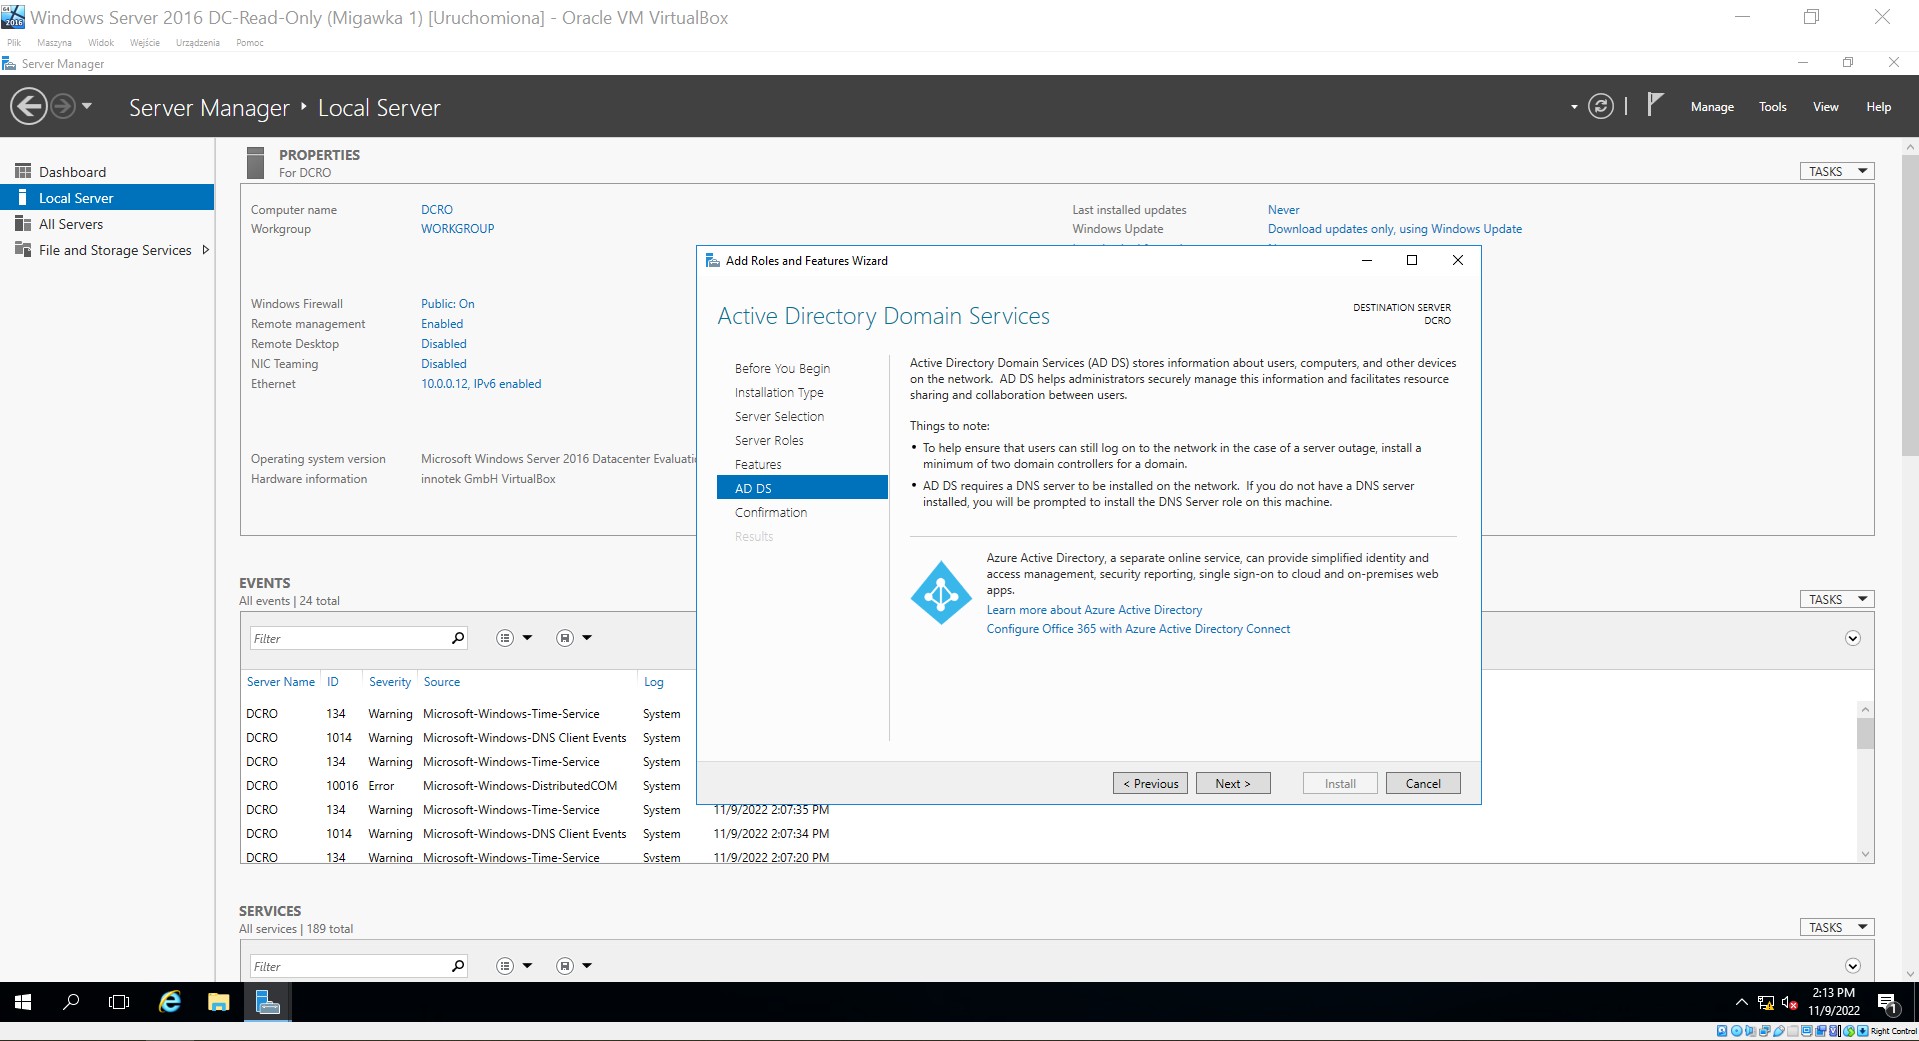 Windows Server 2016 DC-Read-Only (Migawka 1) [Uruchomiona] - Oracle VM VirtualBox
Plik Maszyna Widok Wejście Urządzenia Pomoc
Server Manager
Server Manager Local Server
Manage Tools View Help
Dashboard
Local Server
All Servers
File and Storage Services
PROPERTIES
For DCRO
TASKS
Computer name DCRO
Workgroup WORKGROUP
Last installed updates Never
Windows Update Download updates only, using Windows Update
Windows Firewall Public: On
Remote management Enabled
Remote Desktop Disabled
NIC Teaming Disabled
Ethernet 10.0.0.12, IPv6 enabled
Operating system version Microsoft Windows Server 2016 Datacenter
Hardware information innotek GmbH VirtualBox
Add Roles and Features Wizard
Active Directory Domain Services
DESTINATION SERVER
DCRO
Before You Begin
Installation Type
Server Selection
Server Roles
Features
AD DS
Confirmation
Results
Active Directory Domain Services (AD DS) stores information about users, computers, and other devices
on the network. AD DS helps administrators securely manage this information and facilitates resource
sharing and collaboration between users.
Things to note:
• To help ensure that users can still log on to the network in the case of a server outage, install a
minimum of two domain controllers for a domain.
• AD DS requires a DNS server to be installed on the network. If you do not have a DNS server
installed, you will be prompted to install the DNS Server role on this machine.
Azure Active Directory, a separate online service, can provide simplified identity and
access management, security reporting, single sign-on to cloud and on-premises web
apps.
Learn more about Azure Active Directory
Configure Office 365 with Azure Active Directory Connect
< Previous Next > Install Cancel
EVENTS
All events | 24 total
TASKS
Filter
Server Name ID Severity Source Log
DCRO 134 Warning Microsoft-Windows-Time-Service System
DCRO 1014 Warning Microsoft-Windows-DNS Client Events System
DCRO 134 Warning Microsoft-Windows-Time-Service System
DCRO 10016 Error Microsoft-Windows-DistributedCOM System
DCRO 134 Warning Microsoft-Windows-Time-Service System 11/9/2022 2:07:35 PM
DCRO 1014 Warning Microsoft-Windows-DNS Client Events System 11/9/2022 2:07:34 PM
DCRO 134 Warning Microsoft-Windows-Time-Service System 11/9/2022 2:07:20 PM
SERVICES
All services | 189 total
TASKS
Filter
2:13 PM
11/9/2022
1
Right Control